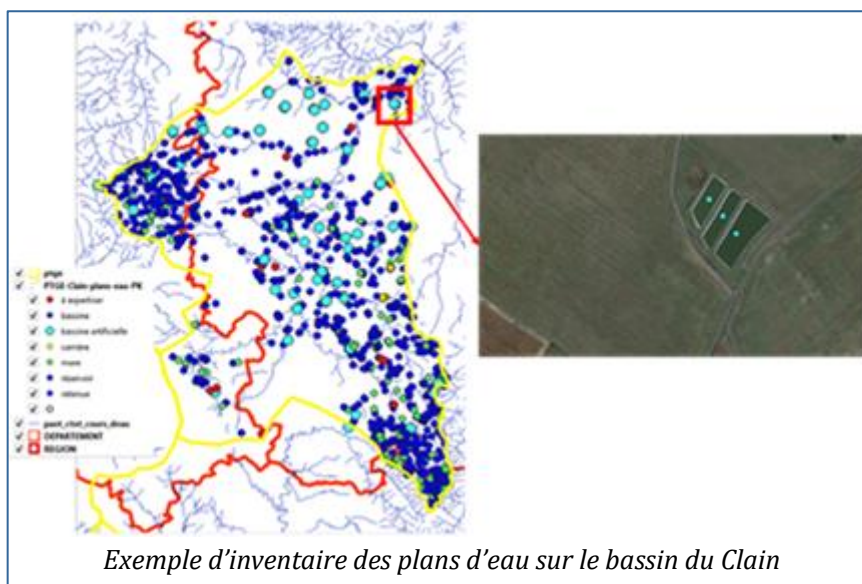 ptge
PTGE-Clain-plans-eau-PK
à expertiser
bassine
bassine artificielle
carrière
mare
réservoir
retenue
DEPARTEMENT
REGION
Exemple d'inventaire des plans d'eau sur le bassin du Clain